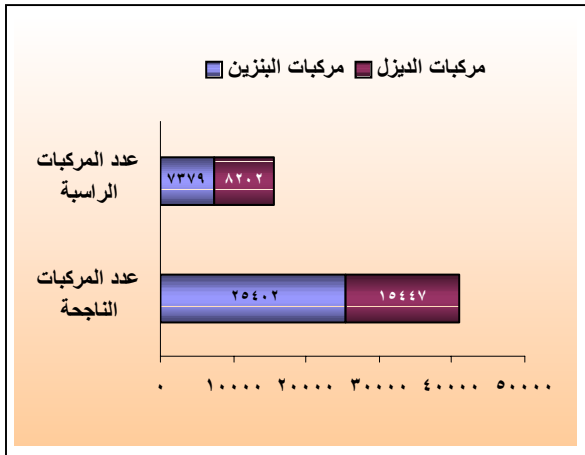 مركبات البنزين مركبات الديزل
عدد المركبات
الراسبة
٧٣٧٩ ٨٢٠٢
عدد المركبات
الناجحة
٢٥٤٠٢ ١٥٤٤٧
٠ ١٠٠٠٠ ٢٠٠٠٠ ٣٠٠٠٠ ٤٠٠٠٠ ٥٠٠٠٠